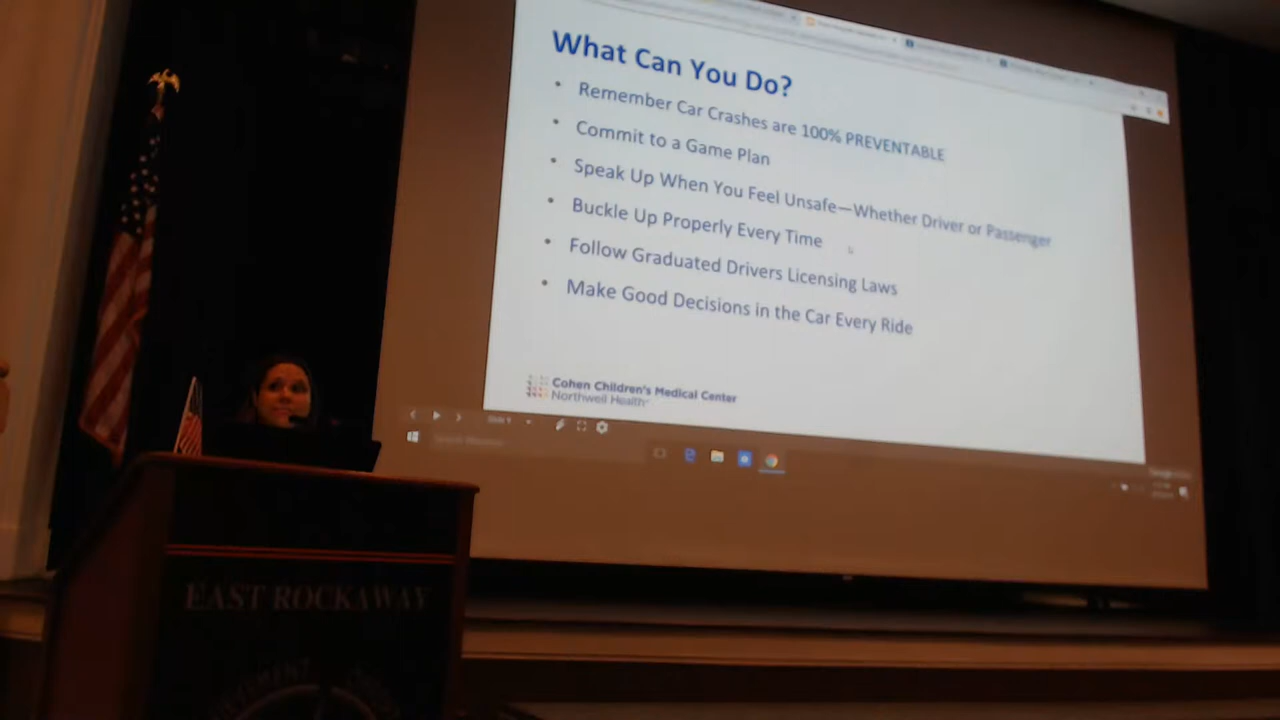 What Can You Do?
• Remember Car Crashes are 100% PREVENTABLE
• Commit to a Game Plan
• Speak Up When You Feel Unsafe—Whether Driver or Passenger
• Buckle Up Properly Every Time
• Follow Graduated Drivers Licensing Laws
• Make Good Decisions in the Car Every Ride
Cohen Children's Medical Center
Northwell Health
EAST ROCKAWAY